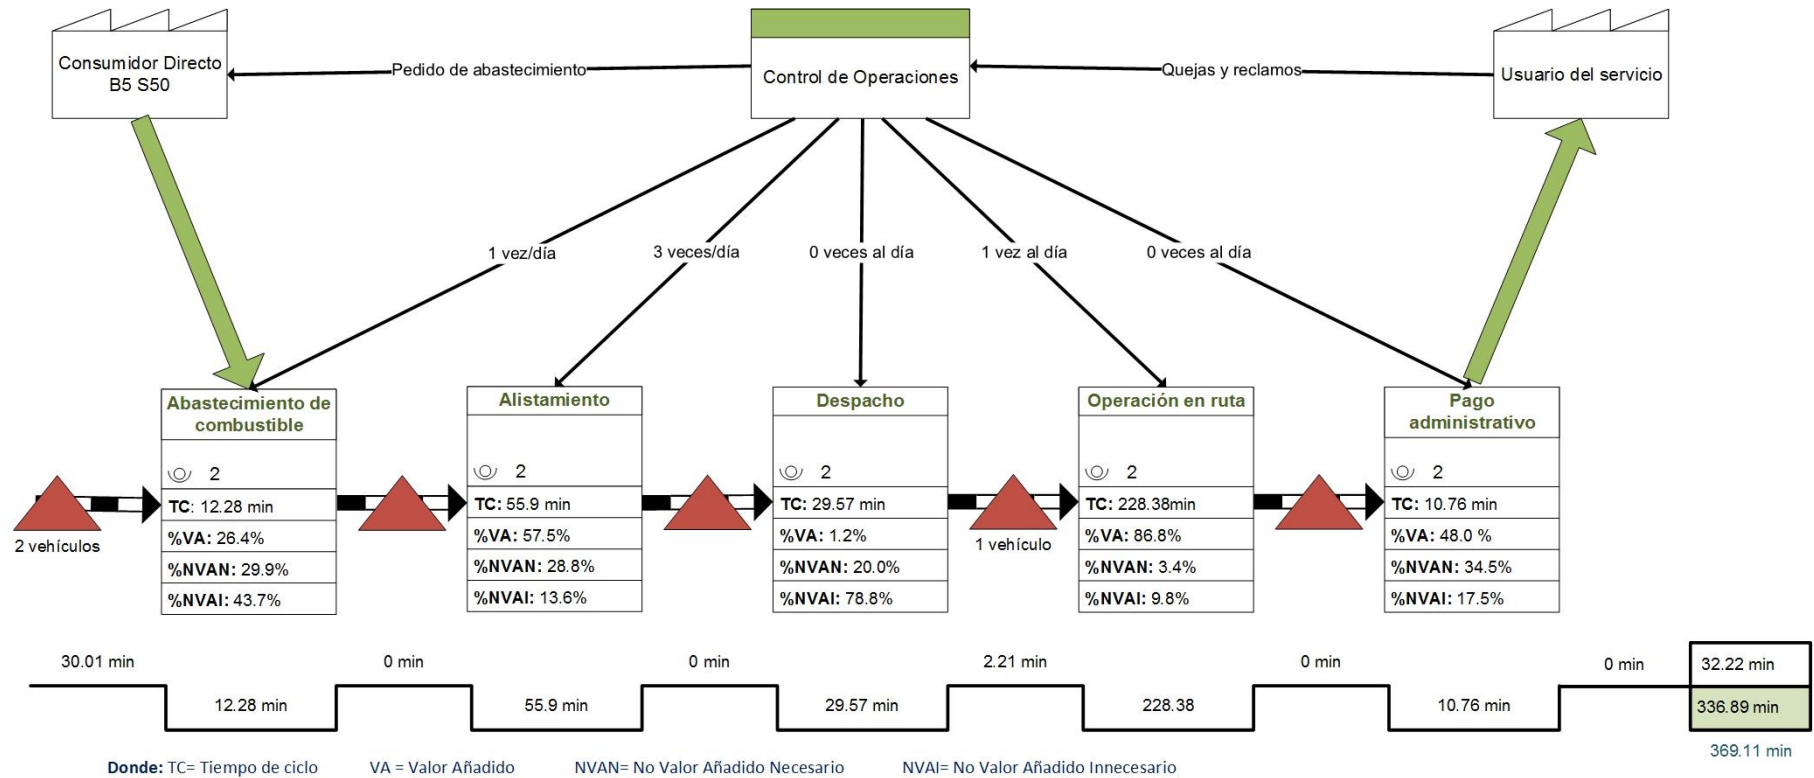 Consumidor Directo
B5 S50
Pedido de abastecimiento
Control de Operaciones
Quejas y reclamos
Usuario del servicio
1 vez/día
3 veces/día
0 veces al día
1 vez al día
0 veces al día
2 vehículos
Abastecimiento de
combustible
2
TC: 12.28 min
%VA: 26.4%
%NVAN: 29.9%
%NVAI: 43.7%
Alistamiento
2
TC: 55.9 min
%VA: 57.5%
%NVAN: 28.8%
%NVAI: 13.6%
Despacho
2
TC: 29.57 min
%VA: 1.2%
%NVAN: 20.0%
%NVAI: 78.8%
1 vehículo
Operación en ruta
2
TC: 228.38min
%VA: 86.8%
%NVAN: 3.4%
%NVAI: 9.8%
Pago
administrativo
2
TC: 10.76 min
%VA: 48.0 %
%NVAN: 34.5%
%NVAI: 17.5%
30.01 min
0 min
0 min
2.21 min
0 min
0 min
32.22 min
12.28 min
55.9 min
29.57 min
228.38
10.76 min
336.89 min
369.11 min
Donde: TC= Tiempo de ciclo
VA = Valor Añadido
NVAN= No Valor Añadido Necesario
NVAI= No Valor Añadido Innecesario